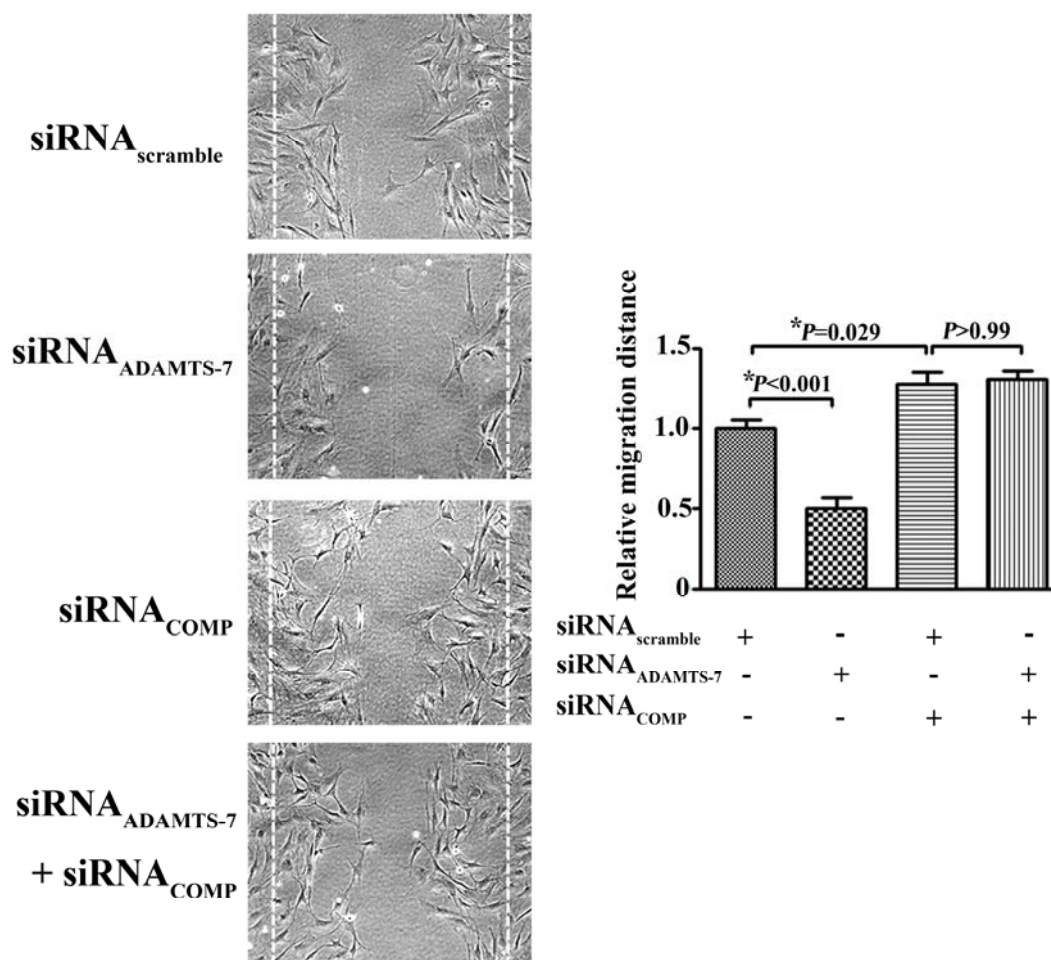 siRNAscramble
siRNAADAMTS-7
siRNACOMP
siRNAADAMTS-7
+ siRNACOMP
Relative migration distance
*P=0.029
P>0.99
*P<0.001
1.5
1.0
0.5
0
siRNAscramble + - + -
siRNAADAMTS-7 - + - +
siRNACOMP - - + +